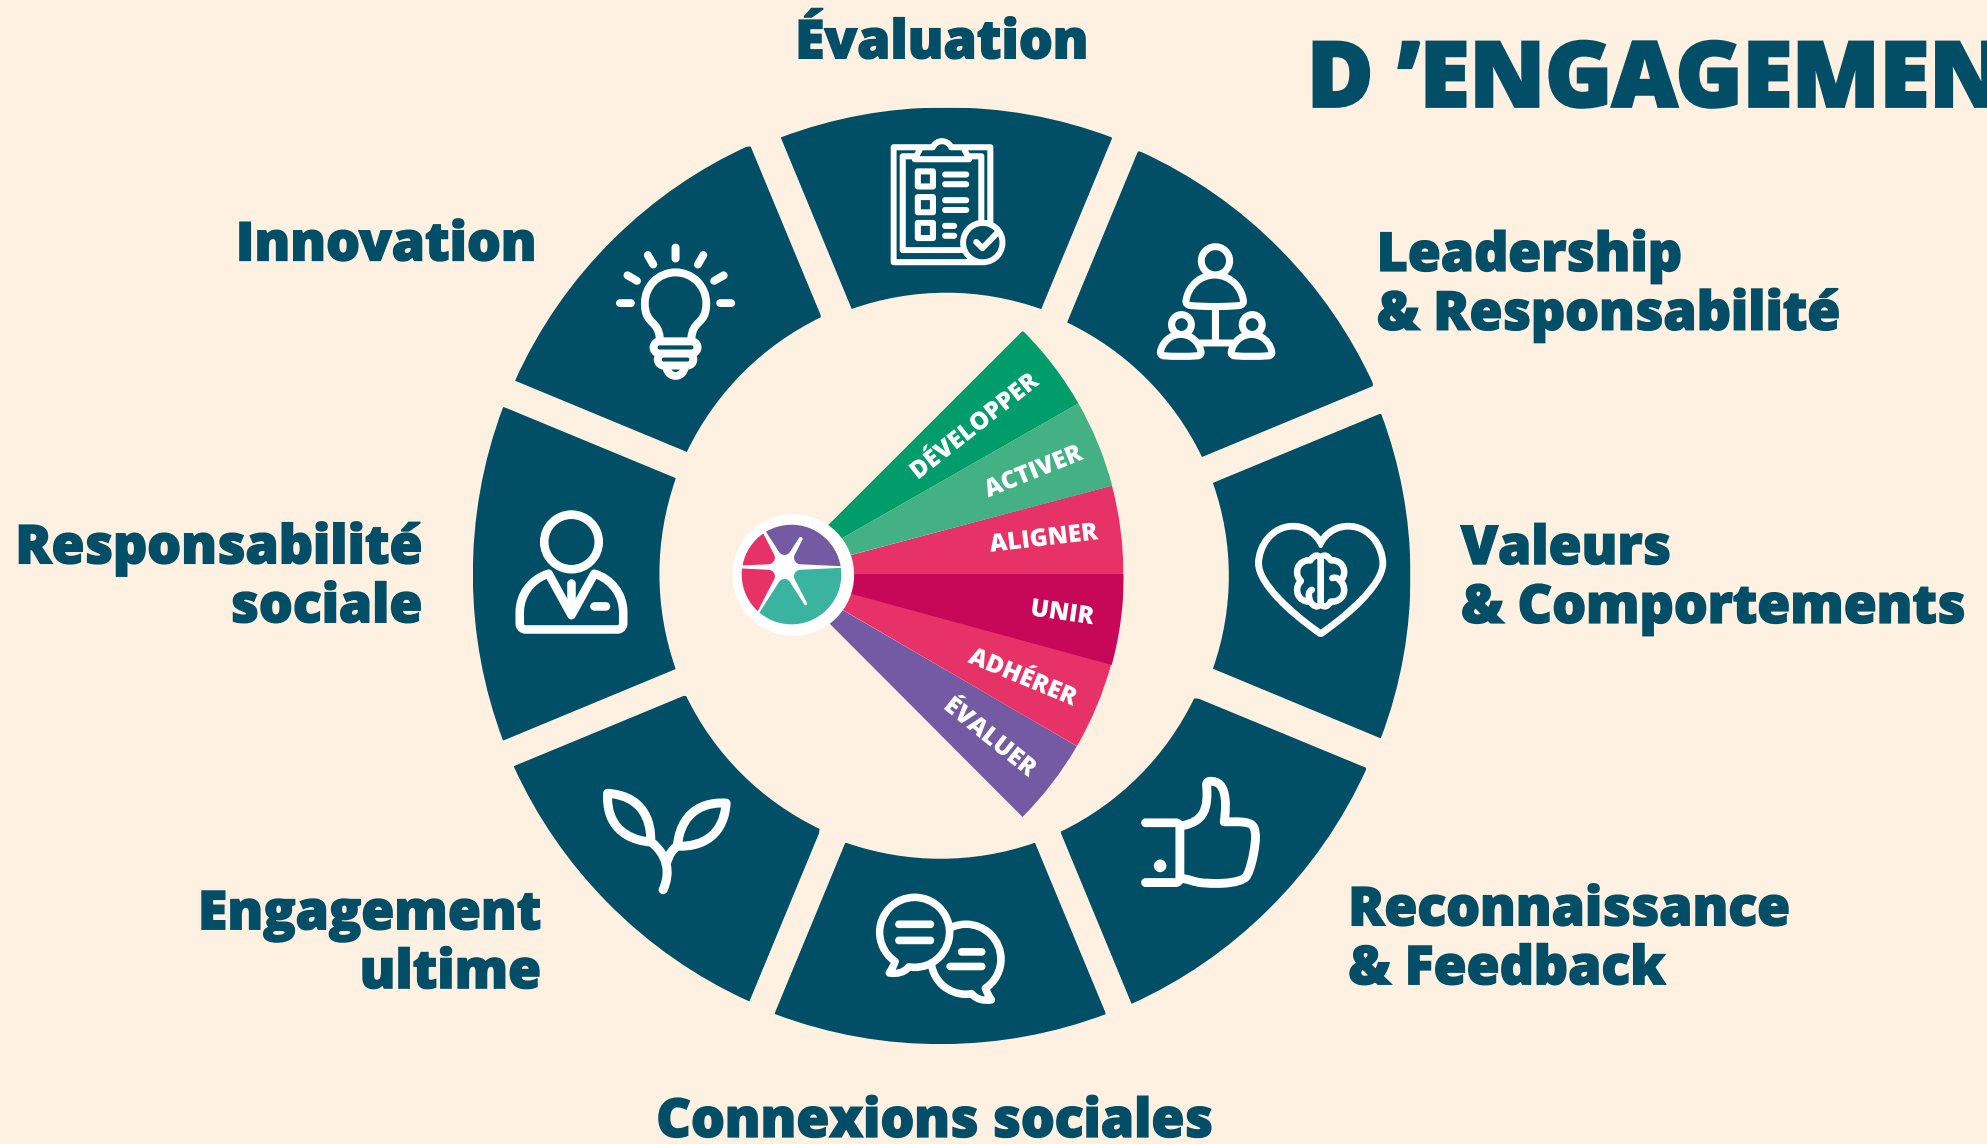 Évaluation
D ’ENGAGEMEN
Innovation
Leadership
& Responsabilité
DÉVELOPPER
ACTIVER
ALIGNER
UNIR
ADHÉRER
ÉVALUER
Responsabilité
sociale
Valeurs
& Comportements
Engagement
ultime
Reconnaissance
& Feedback
Connexions sociales